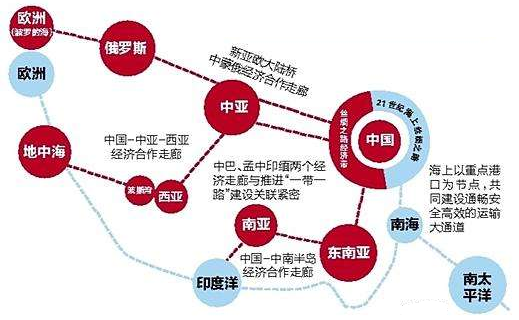 欧洲
(波罗的海)
俄罗斯
新亚欧大陆桥
中蒙俄经济合作走廊
欧洲
中亚
丝绸之路经济带
21世纪海上丝绸之路
中国
地中海
中国-中亚-西亚
经济合作走廊
波斯湾
西亚
中巴、孟中印缅两个经
济走廊与推进“一带一
路”建设关联紧密
海上以重点港
口为节点，共
同建设通畅安
全高效的运输
大通道
南亚
东南亚
南海
中国-中南半岛
经济合作走廊
印度洋
南太
平洋